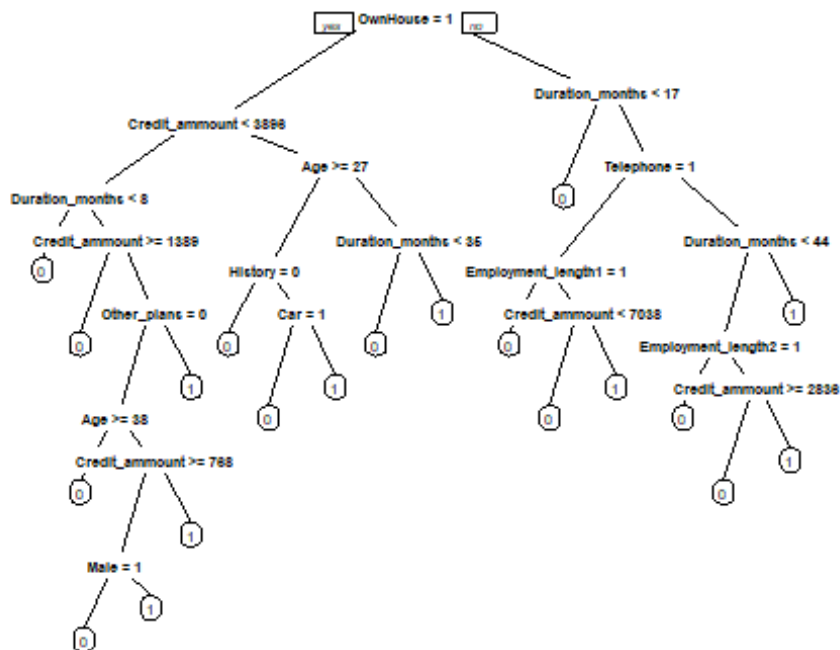 yes OwnHouse = 1 no
Duration_months < 17
Credit_ammount < 3896
Age >= 27
Telephone = 1
0
Duration_months < 8
Credit_ammount >= 1389
Duration_months < 35
Duration_months < 44
0
History = 0
Employment_length1 = 1
Other_plans = 0
Car = 1
1
Credit_ammount < 7038
1
0
0
0
0
Employment_length2 = 1
1
1
1
Credit_ammount >= 2836
Age >= 38
0
0
0
Credit_ammount >= 768
1
0
0
1
Male = 1
1
0